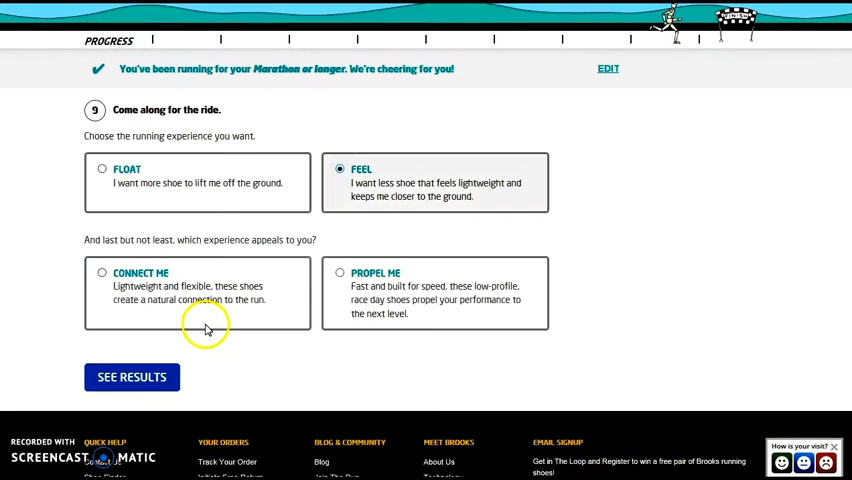 FINISH
PROGRESS
✔ You've been running for your Marathon or longer. We're cheering for you!
EDIT
9 Come along for the ride.
Choose the running experience you want.
FLOAT
I want more shoe to lift me off the ground.
FEEL
I want less shoe that feels lightweight and
keeps me closer to the ground.
And last but not least, which experience appeals to you?
CONNECT ME
Lightweight and flexible, these shoes
create a natural connection to the run.
PROPEL ME
Fast and built for speed, these low-profile,
race day shoes propel your performance to
the next level.
SEE RESULTS
RECORDED WITH
SCREENCAST MATIC
QUICK HELP
Contact Us
YOUR ORDERS
Track Your Order
BLOG & COMMUNITY
Blog
Join The Run
MEET BROOKS
About Us
Technology
EMAIL SIGNUP
Get in The Loop and Register to win a free pair of Brooks running
shoes!
How is your visit?